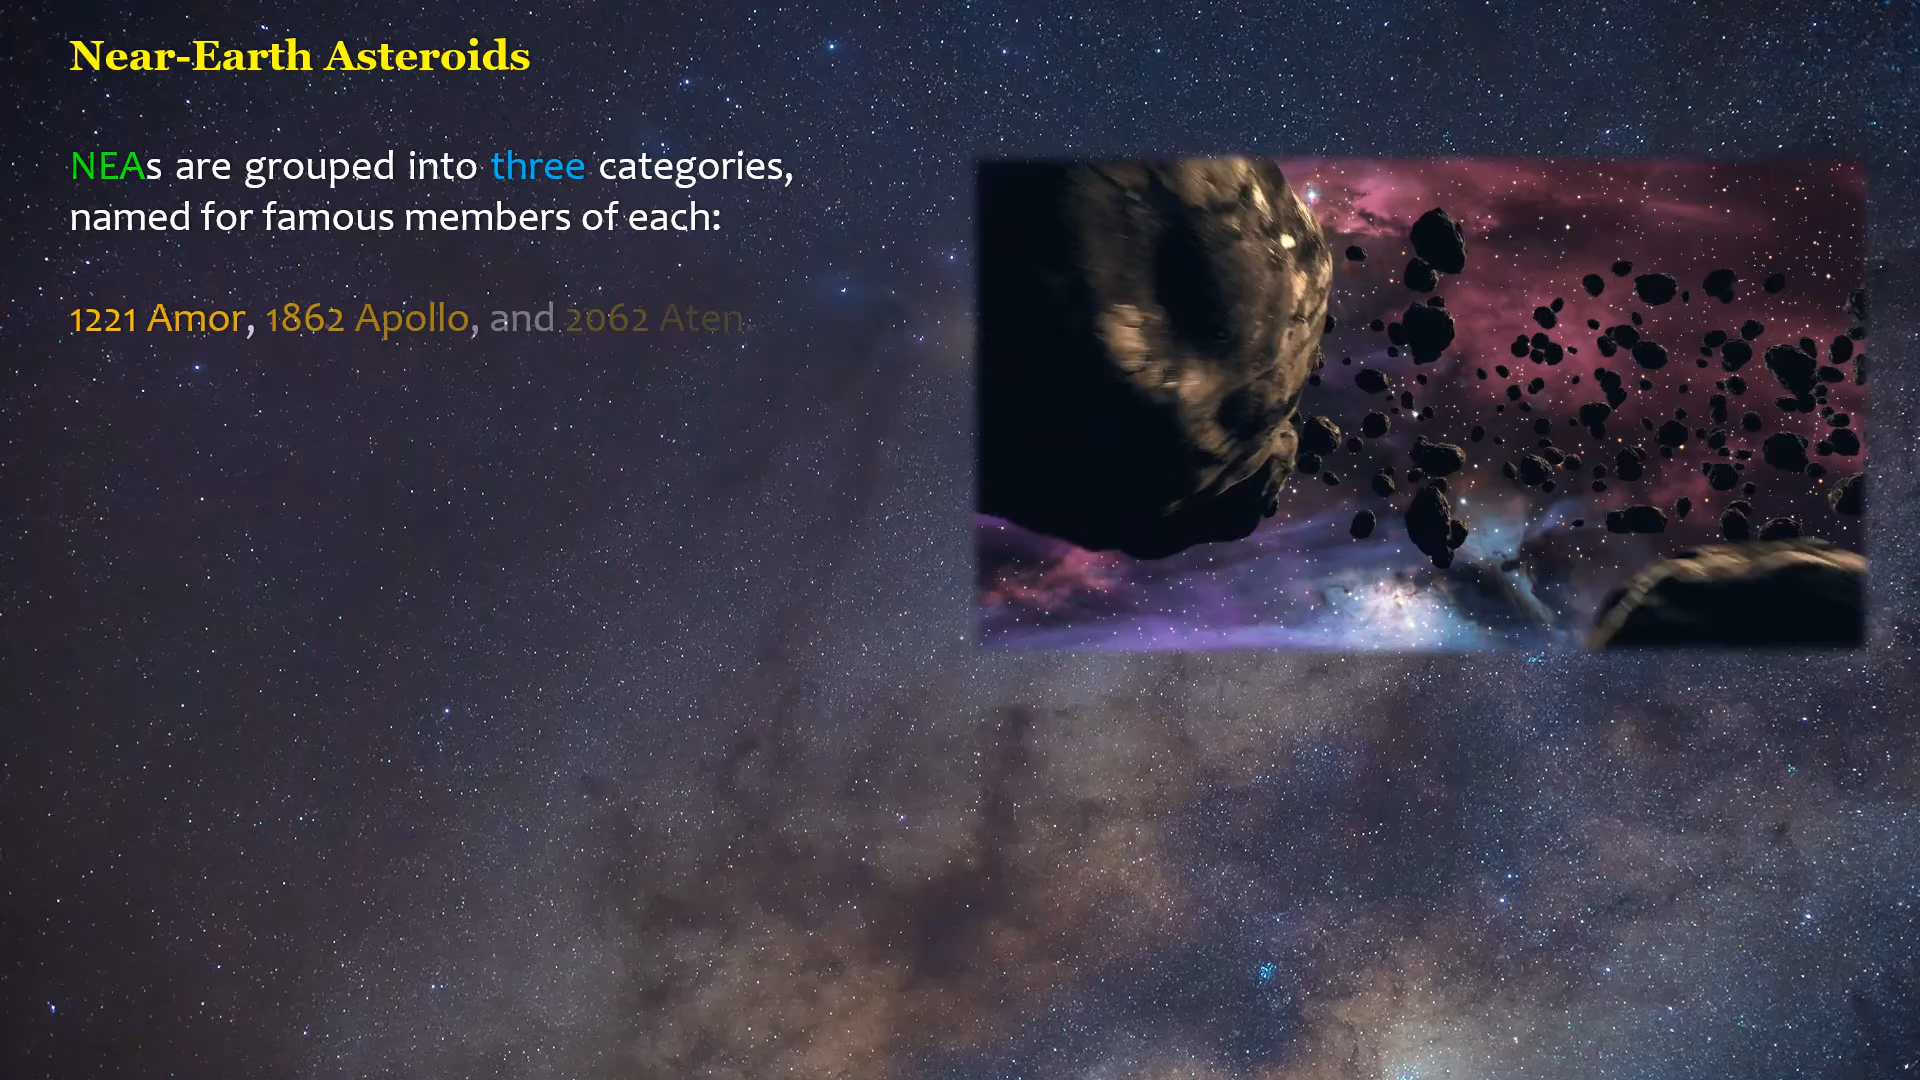 Near-Earth Asteroids
NEAs are grouped into three categories,
named for famous members of each:
1221 Amor, 1862 Apollo, and 2062 Aten